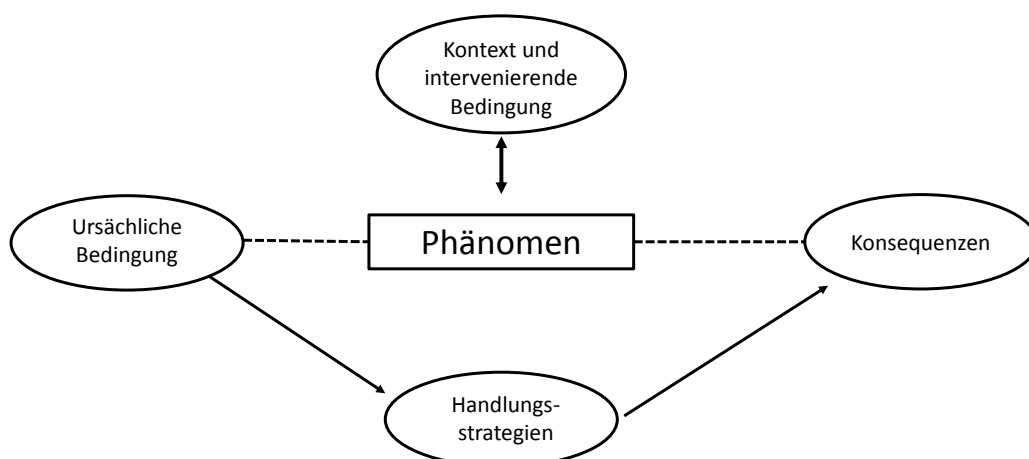 Kontext und
intervenierende
Bedingung
Ursächliche
Bedingung
Phänomen
Konsequenzen
Handlungs-
strategien